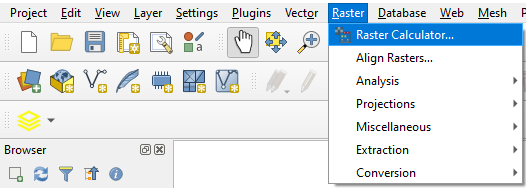 Project Edit View Layer Settings Plugins Vector Raster Database Web Mesh
Raster Calculator...
Align Rasters...
Analysis
Projections
Miscellaneous
Extraction
Conversion
Browser